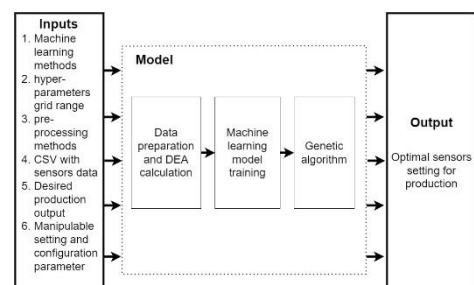 Inputs
1. Machine
learning
methods
2. hyper-
parameters
grid range
3. pre-
processing
methods
4. CSV with
sensors data
5. Desired
production
output
6. Manipulable
setting and
configuration
parameter
Model
Data
preparation
and DEA
calculation
Machine
learning
model
training
Genetic
algorithm
Output
Optimal sensors
setting for
production